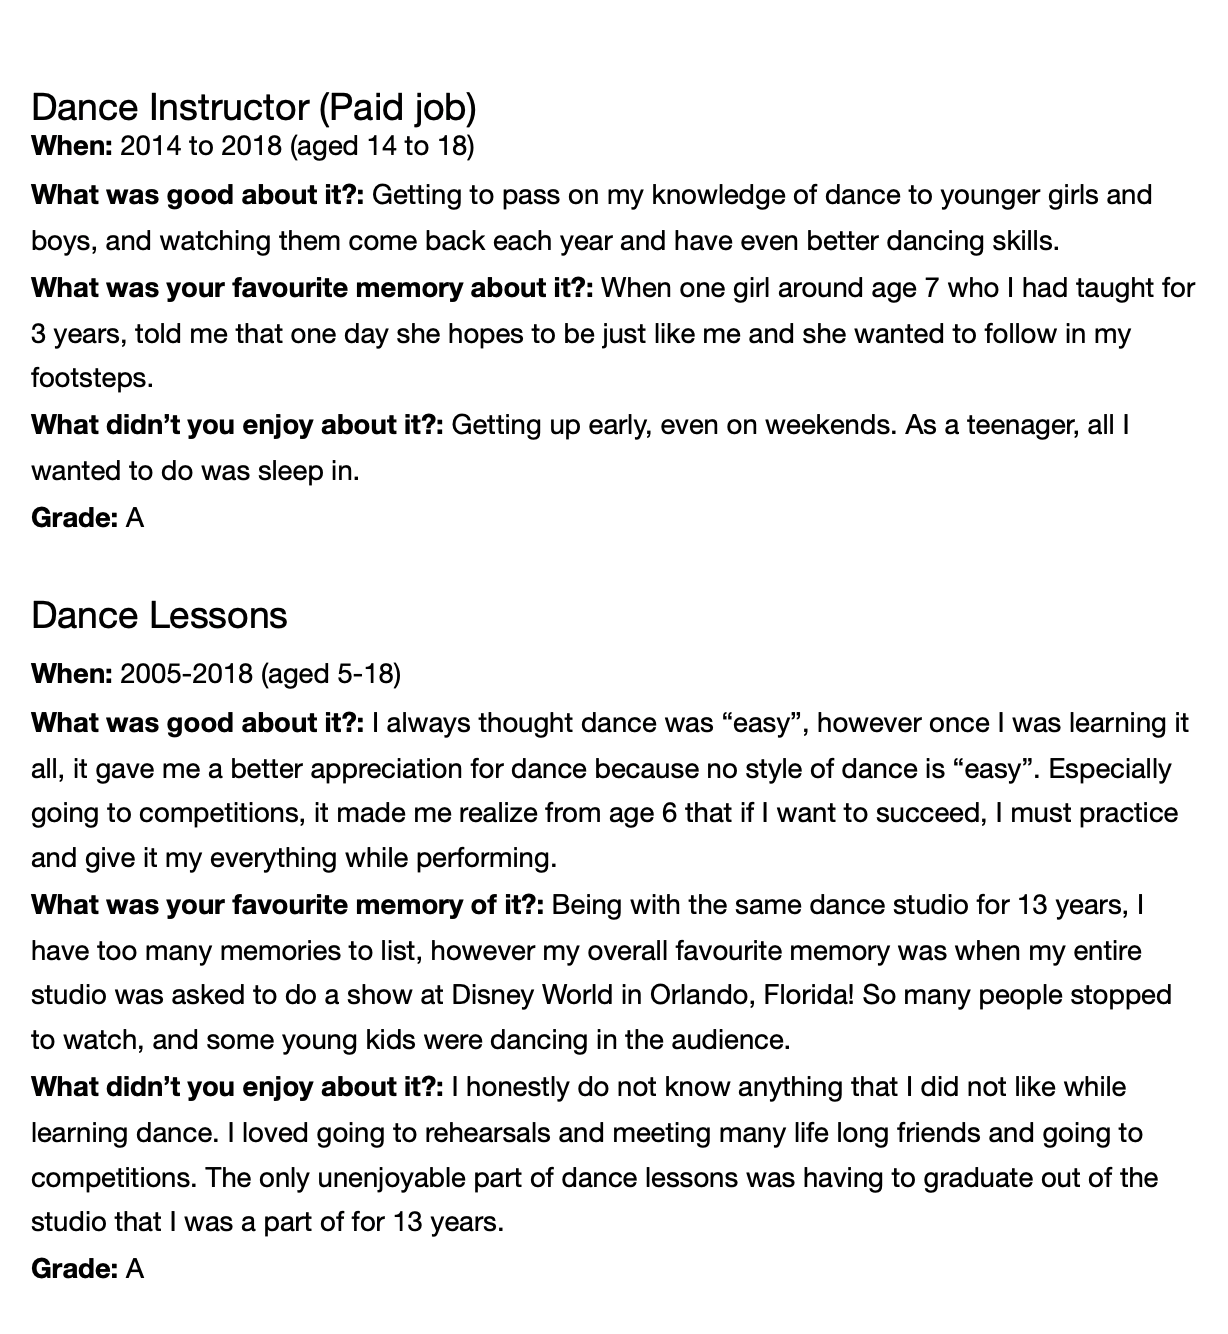 Dance Instructor (Paid job)
When: 2014 to 2018 (aged 14 to 18)
What was good about it?: Getting to pass on my knowledge of dance to younger girls and
boys, and watching them come back each year and have even better dancing skills.
What was your favourite memory about it?: When one girl around age 7 who I had taught for
3 years, told me that one day she hopes to be just like me and she wanted to follow in my
footsteps.
What didn’t you enjoy about it?: Getting up early, even on weekends. As a teenager, all I
wanted to do was sleep in.
Grade: A
Dance Lessons
When: 2005-2018 (aged 5-18)
What was good about it?: I always thought dance was “easy”, however once I was learning it
all, it gave me a better appreciation for dance because no style of dance is “easy”. Especially
going to competitions, it made me realize from age 6 that if I want to succeed, I must practice
and give it my everything while performing.
What was your favourite memory of it?: Being with the same dance studio for 13 years, I
have too many memories to list, however my overall favourite memory was when my entire
studio was asked to do a show at Disney World in Orlando, Florida! So many people stopped
to watch, and some young kids were dancing in the audience.
What didn’t you enjoy about it?: I honestly do not know anything that I did not like while
learning dance. I loved going to rehearsals and meeting many life long friends and going to
competitions. The only unenjoyable part of dance lessons was having to graduate out of the
studio that I was a part of for 13 years.
Grade: A